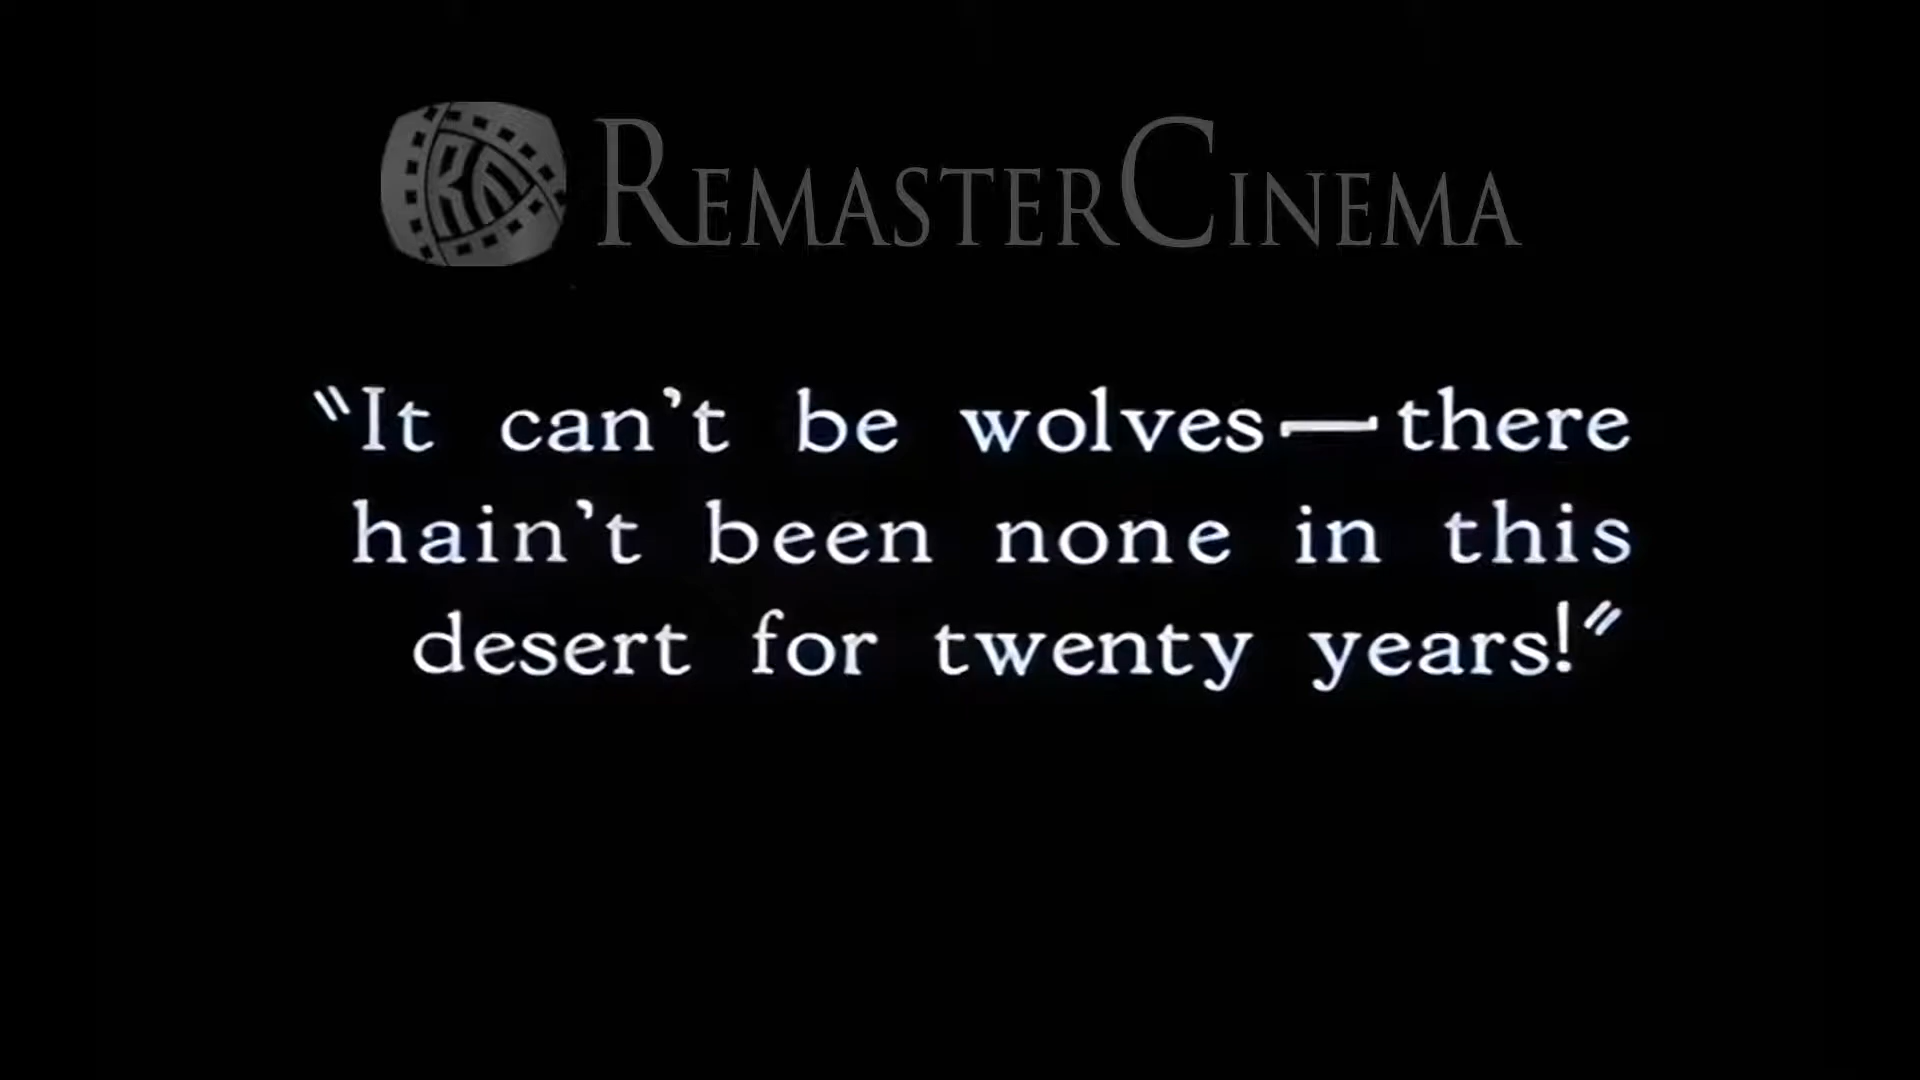 RemasterCinema
"It can't be wolves—there
hain't been none in this
desert for twenty years!"